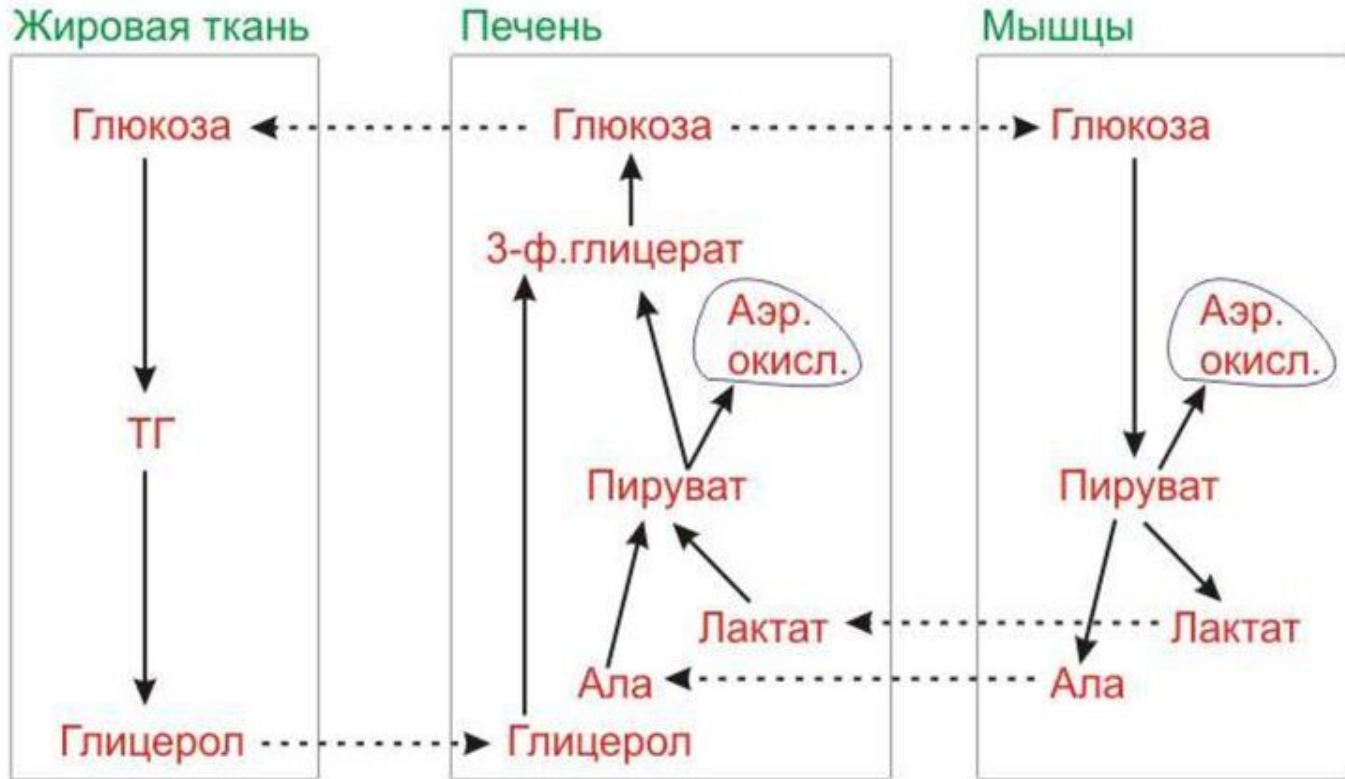 Жировая ткань
Печень
Мышцы
Глюкоза
Глюкоза
Глюкоза
3-ф.глицерат
Аэр.
окисл.
Аэр.
окисл.
ТГ
Пируват
Пируват
Лактат
Лактат
Ала
Ала
Глицерол
Глицерол